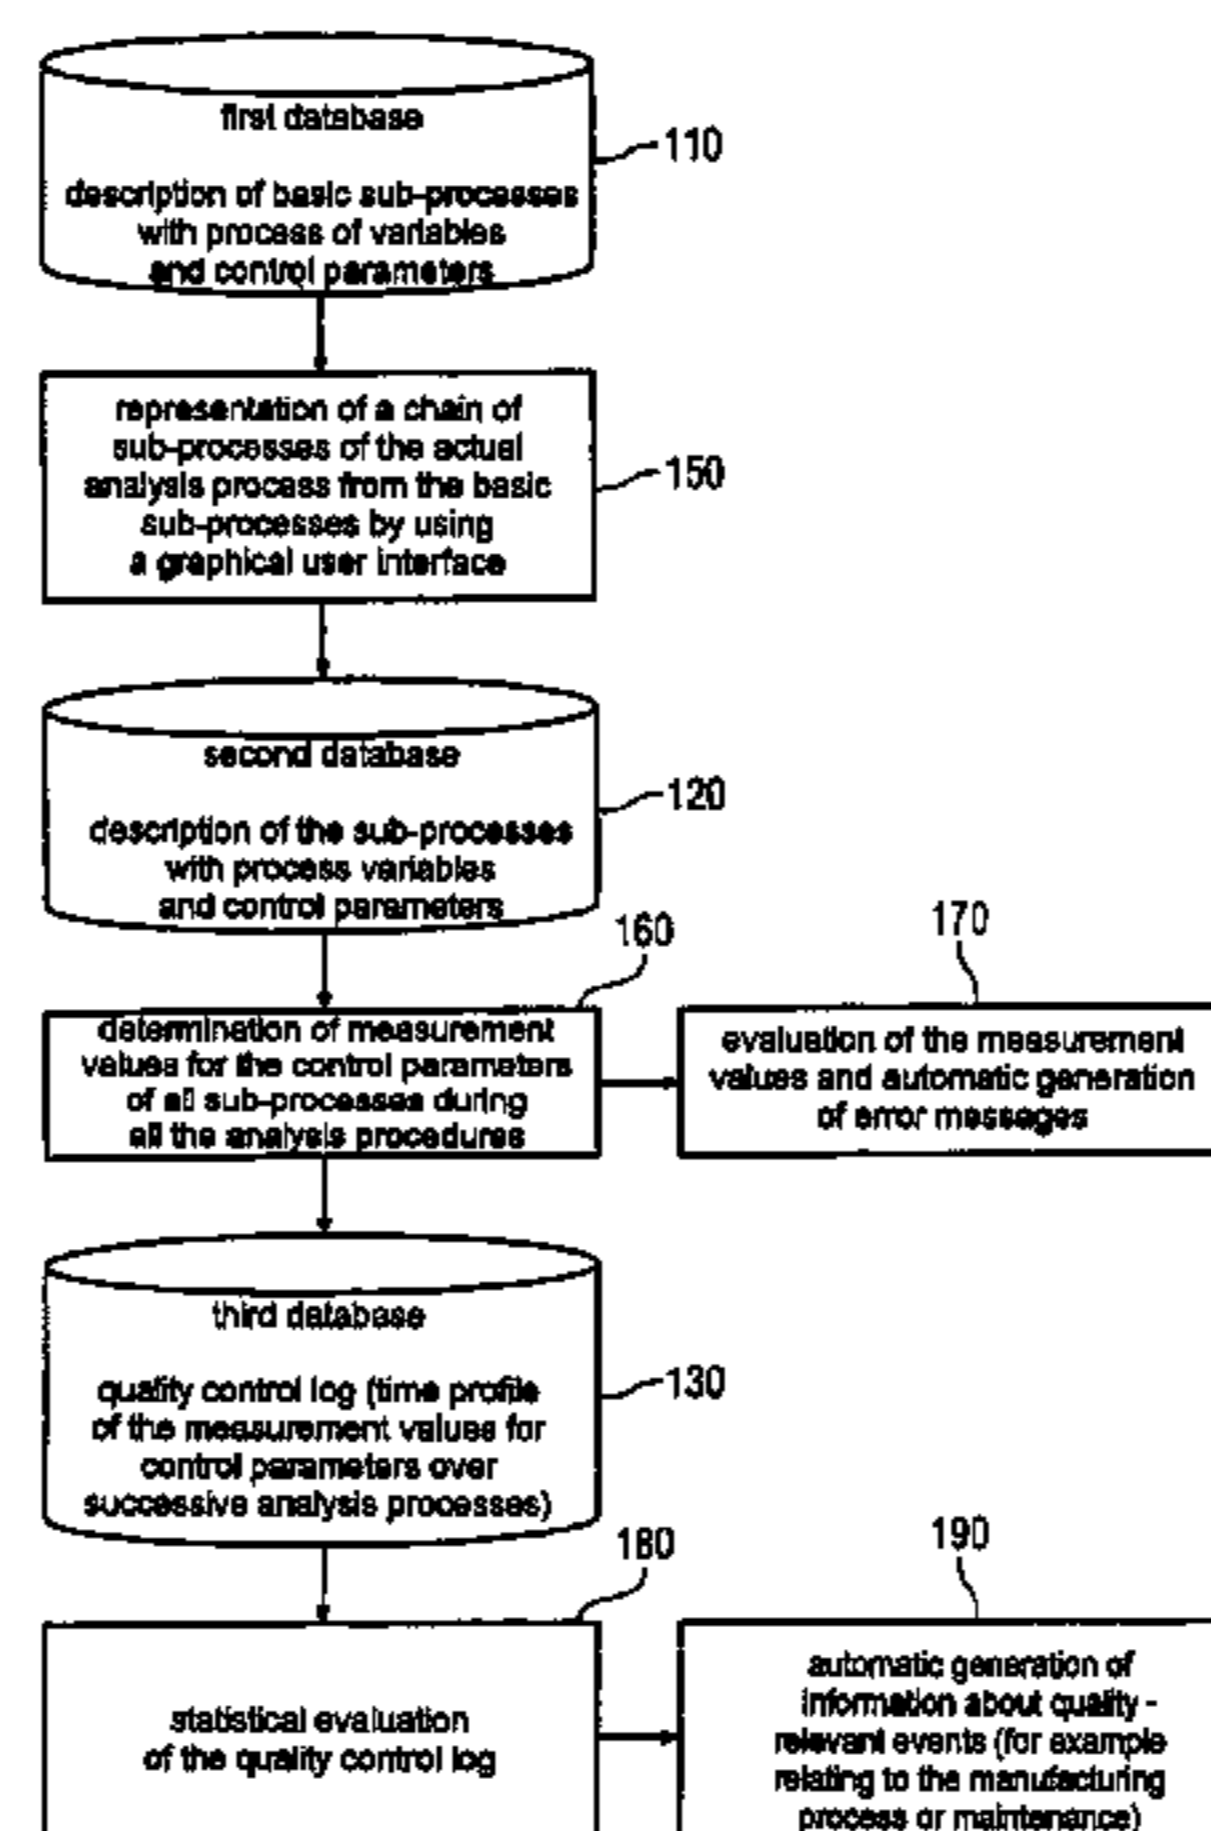 first database
110
description of basic sub-processes
with process of variables
and control parameters
representation of a chain of
sub-processes of the actual
analysis process from the basic
sub-processes by using
a graphical user interface
150
second database
120
description of the sub-processes
with process variables
and control parameters
160
170
determination of measurement
values for the control parameters
of all sub-processes during
all the analysis procedures
evaluation of the measurement
values and automatic generation
of error messages
third database
130
quality control log (time profile
of the measurement values for
control parameters over
successive analysis processes)
180
190
statistical evaluation
of the quality control log
automatic generation of
information about quality -
relevant events (for example
relating to the manufacturing
process or maintenance)